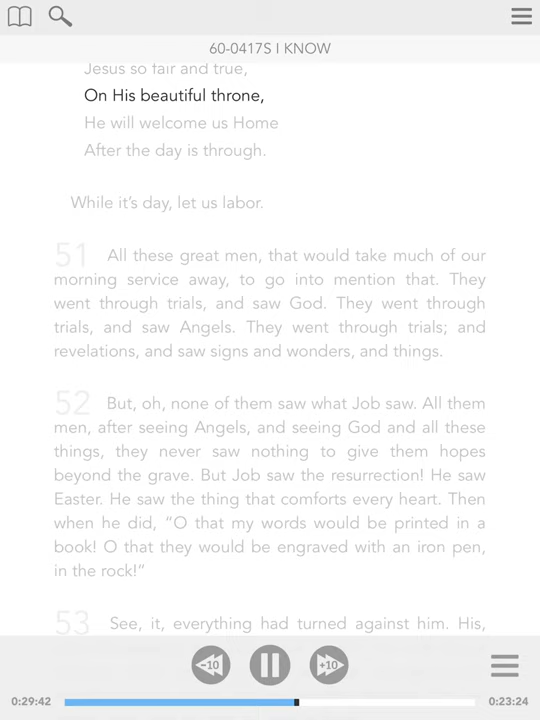 60-0417S I KNOW
Jesus so fair and true,
On His beautiful throne,
He will welcome us Home
After the day is through.
While it's day, let us labor.
51 All these great men, that would take much of our
morning service away, to go into mention that. They
went through trials, and saw God. They went through
trials, and saw Angels. They went through trials; and
revelations, and saw signs and wonders, and things.
52 But, oh, none of them saw what Job saw. All them
men, after seeing Angels, and seeing God and all these
things, they never saw nothing to give them hopes
beyond the grave. But Job saw the resurrection! He saw
Easter. He saw the thing that comforts every heart. Then
when he did, “O that my words would be printed in a
book! O that they would be engraved with an iron pen,
in the rock!”
53 See, it, everything had turned against him. His,
-10 +10
0:29:42 0:23:24